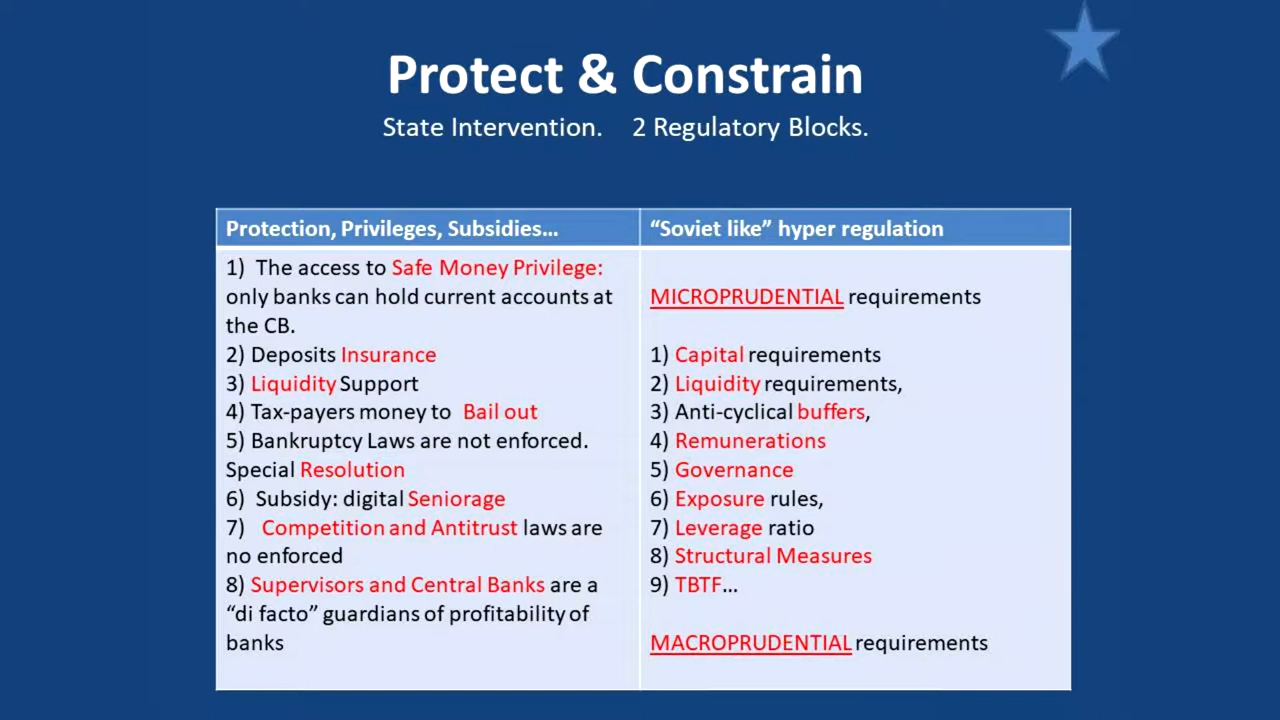 Protect & Constrain
State Intervention. 2 Regulatory Blocks.
Protection, Privileges, Subsidies…
1) The access to Safe Money Privilege:
only banks can hold current accounts at
the CB.
2) Deposits Insurance
3) Liquidity Support
4) Tax-payers money to Bail out
5) Bankruptcy Laws are not enforced.
Special Resolution
6) Subsidy: digital Seniorage
7) Competition and Antitrust laws are
no enforced
8) Supervisors and Central Banks are a
“di facto” guardians of profitability of
banks
“Soviet like” hyper regulation
MICROPRUDENTIAL requirements
1) Capital requirements
2) Liquidity requirements,
3) Anti-cyclical buffers,
4) Remunerations
5) Governance
6) Exposure rules,
7) Leverage ratio
8) Structural Measures
9) TBTF…
MACROPRUDENTIAL requirements